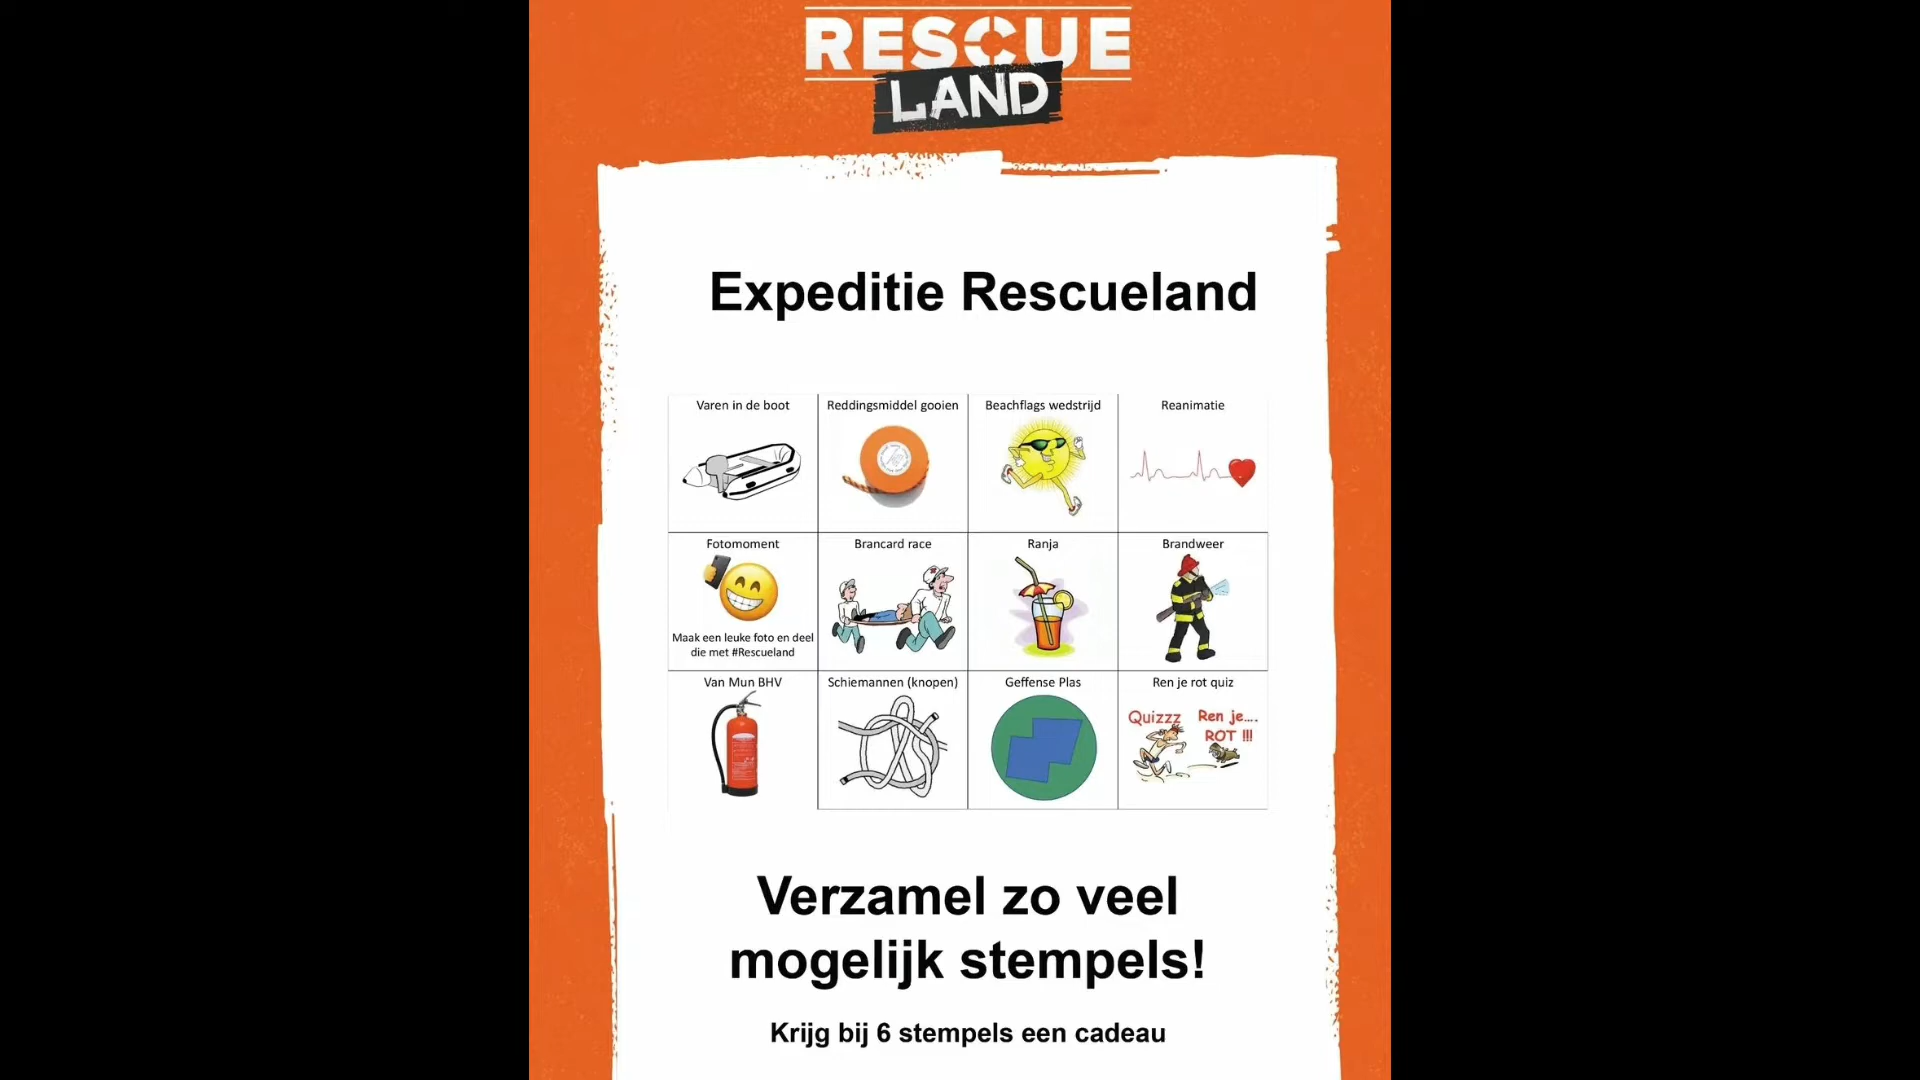 RESCUE
LAND
Expeditie Rescueland
Varen in de boot
Reddingsmiddel gooien
Beachflags wedstrijd
Reanimatie
Fotomoment
Maak een leuke foto en deel
die met #Rescueland
Brancard race
Ranja
Brandweer
Van Mun BHV
Schiemannen (knopen)
Geffense Plas
Ren je rot quiz
Quizzz
Ren je....
ROT !!!
Verzamel zo veel
mogelijk stempels!
Krijg bij 6 stempels een cadeau